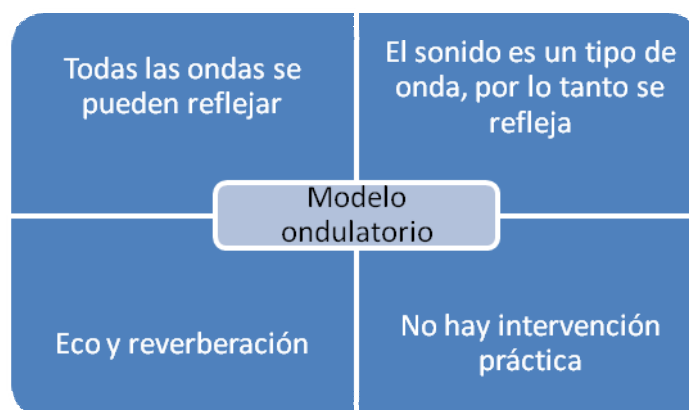 Todas las ondas se
pueden reflejar
El sonido es un tipo de
onda, por lo tanto se
refleja
Modelo
ondulatorio
Eco y reverberación
No hay intervención
práctica